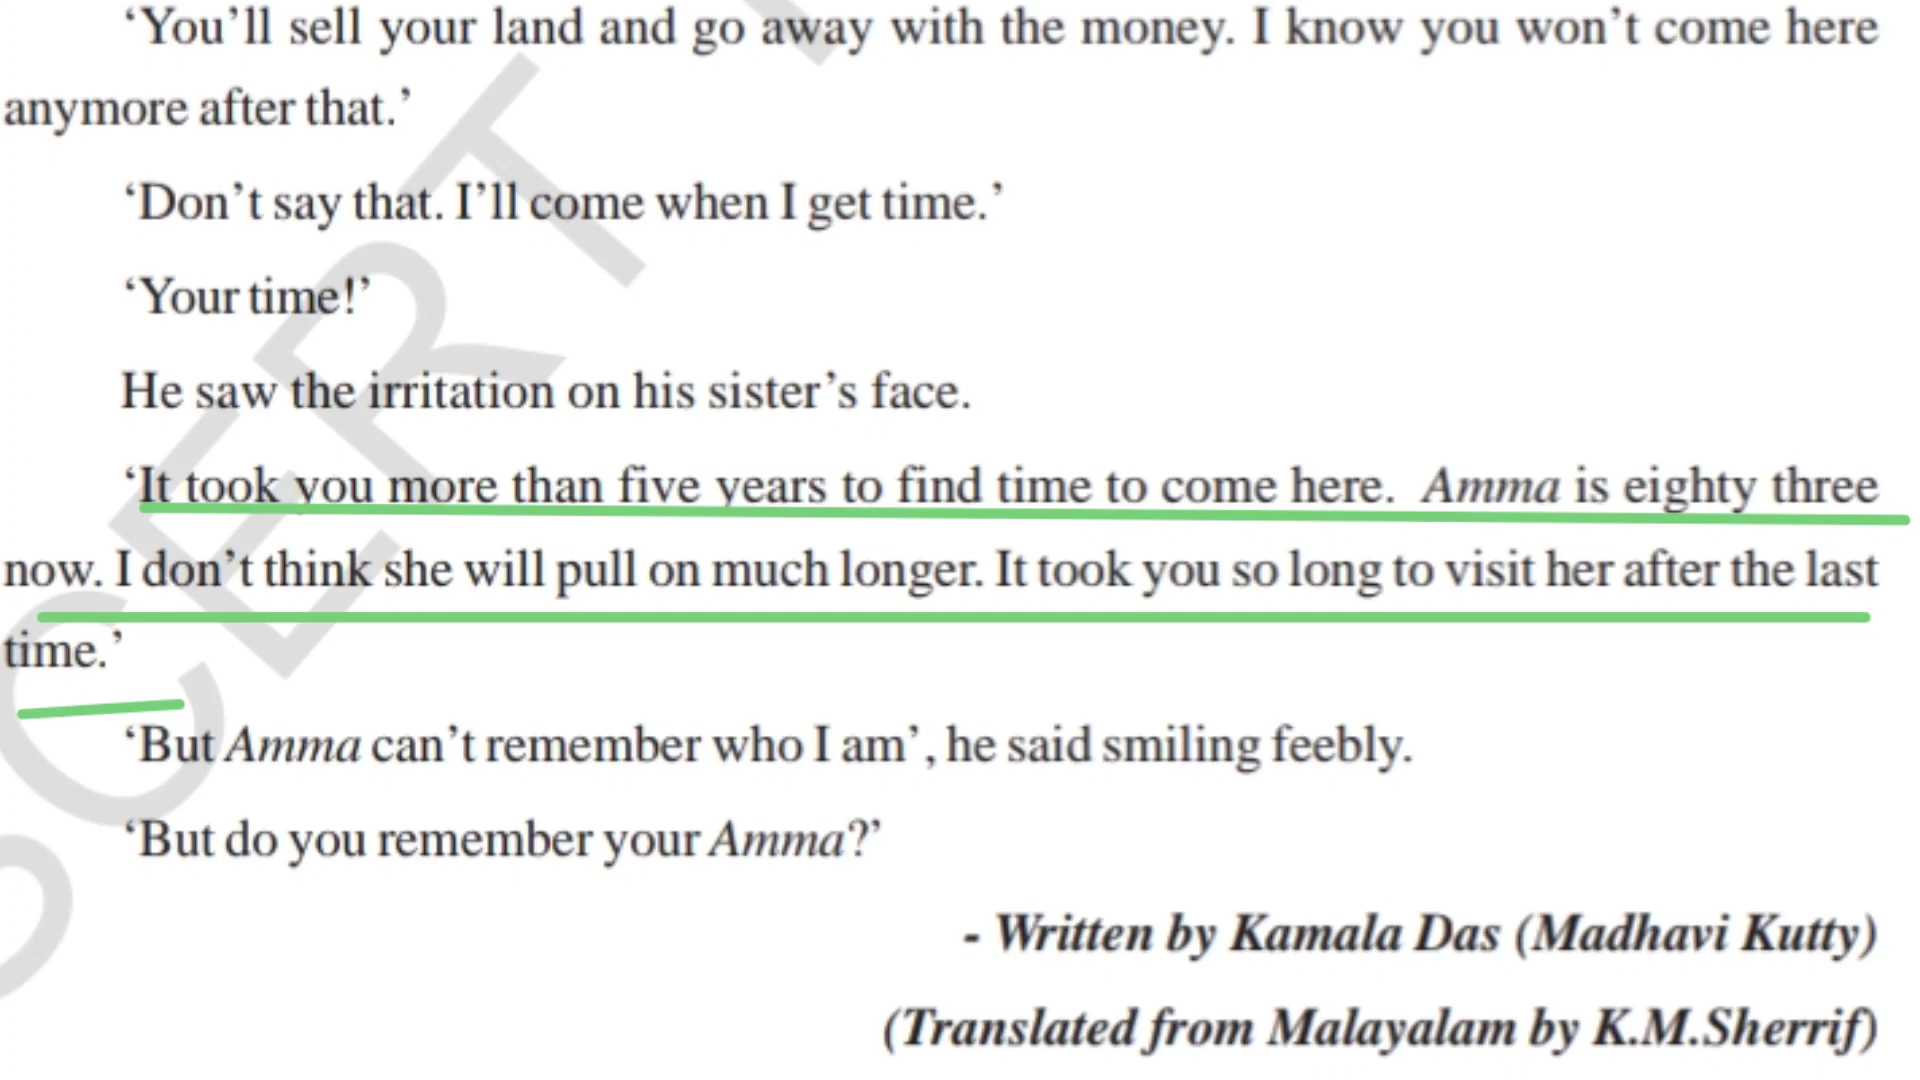 ‘You’ll sell your land and go away with the money. I know you won’t come here
anymore after that.’
‘Don’t say that. I’ll come when I get time.’
‘Your time!’
He saw the irritation on his sister’s face.
‘It took you more than five years to find time to come here. Amma is eighty three
now. I don’t think she will pull on much longer. It took you so long to visit her after the last
time.’
‘But Amma can’t remember who I am’, he said smiling feebly.
‘But do you remember your Amma?’
- Written by Kamala Das (Madhavi Kutty)
(Translated from Malayalam by K.M.Sherrif)
SCERT